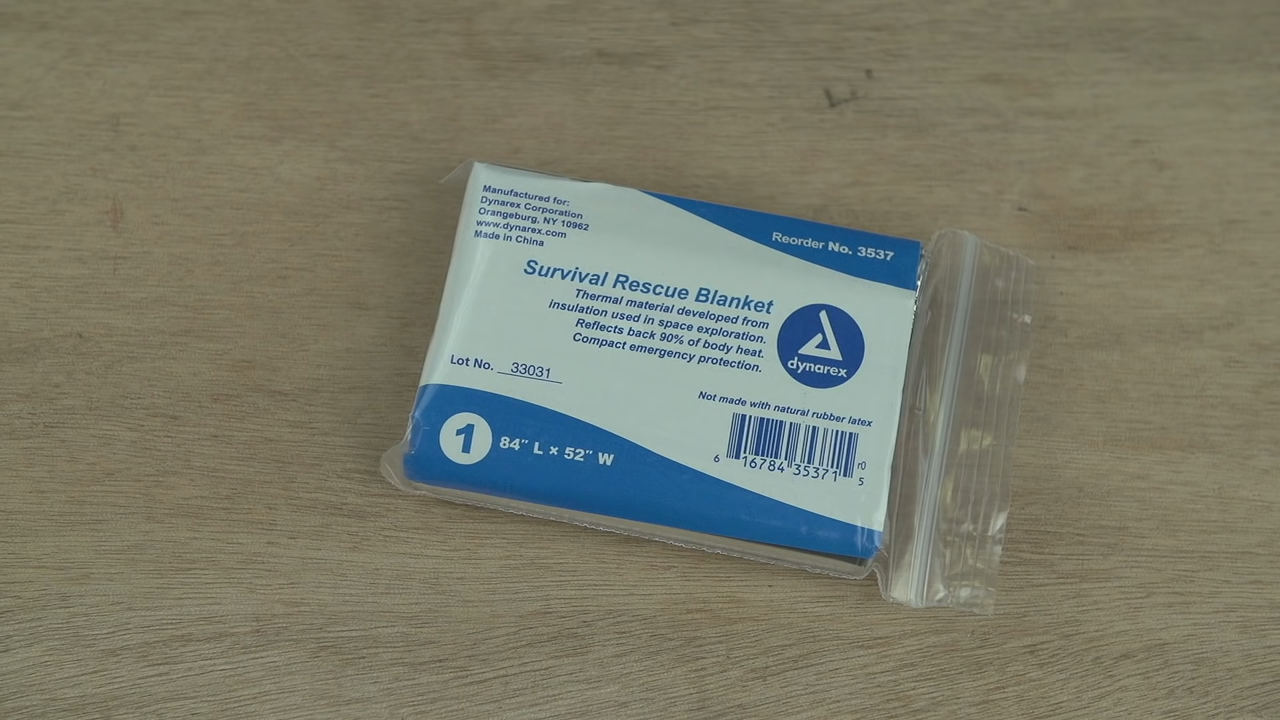 Manufactured for:
Dynarex Corporation
Orangeburg, NY 10962
www.dynarex.com
Made in China
Reorder No. 3537
Survival Rescue Blanket
Thermal material developed from
insulation used in space exploration.
Reflects back 90% of body heat.
Compact emergency protection.
dynarex
Lot No. 33031
Not made with natural rubber latex
6 16784 35371 5
r0
1 84" L × 52" W